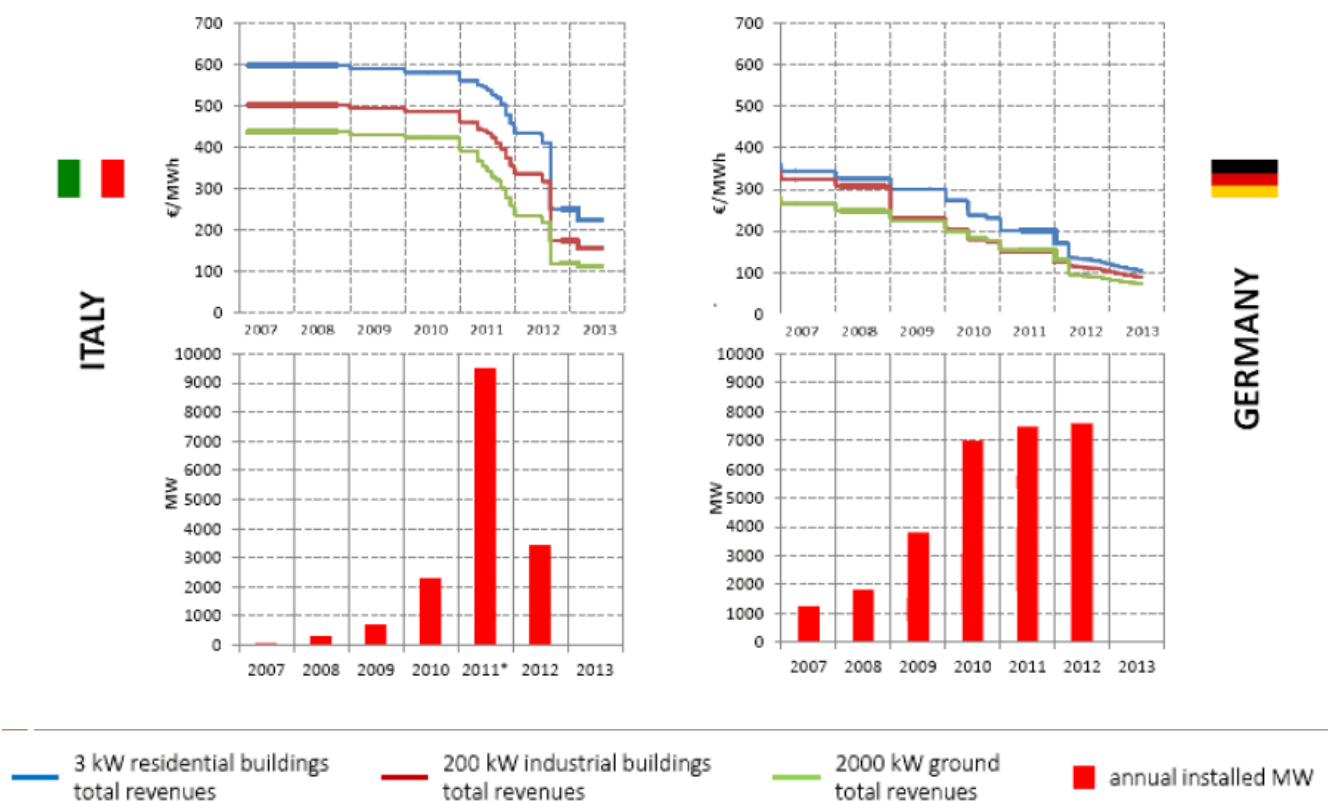 700
600
500
400
300
200
100
0
€/MWh
2007 2008 2009 2010 2011 2012 2013
ITALY
10000
9000
8000
7000
6000
5000
4000
3000
2000
1000
0
MW
2007 2008 2009 2010 2011* 2012 2013
700
600
500
400
300
200
100
0
€/MWh
2007 2008 2009 2010 2011 2012 2013
GERMANY
10000
9000
8000
7000
6000
5000
4000
3000
2000
1000
0
MW
2007 2008 2009 2010 2011 2012 2013
3 kW residential buildings
total revenues
200 kW industrial buildings
total revenues
2000 kW ground
total revenues
annual installed MW